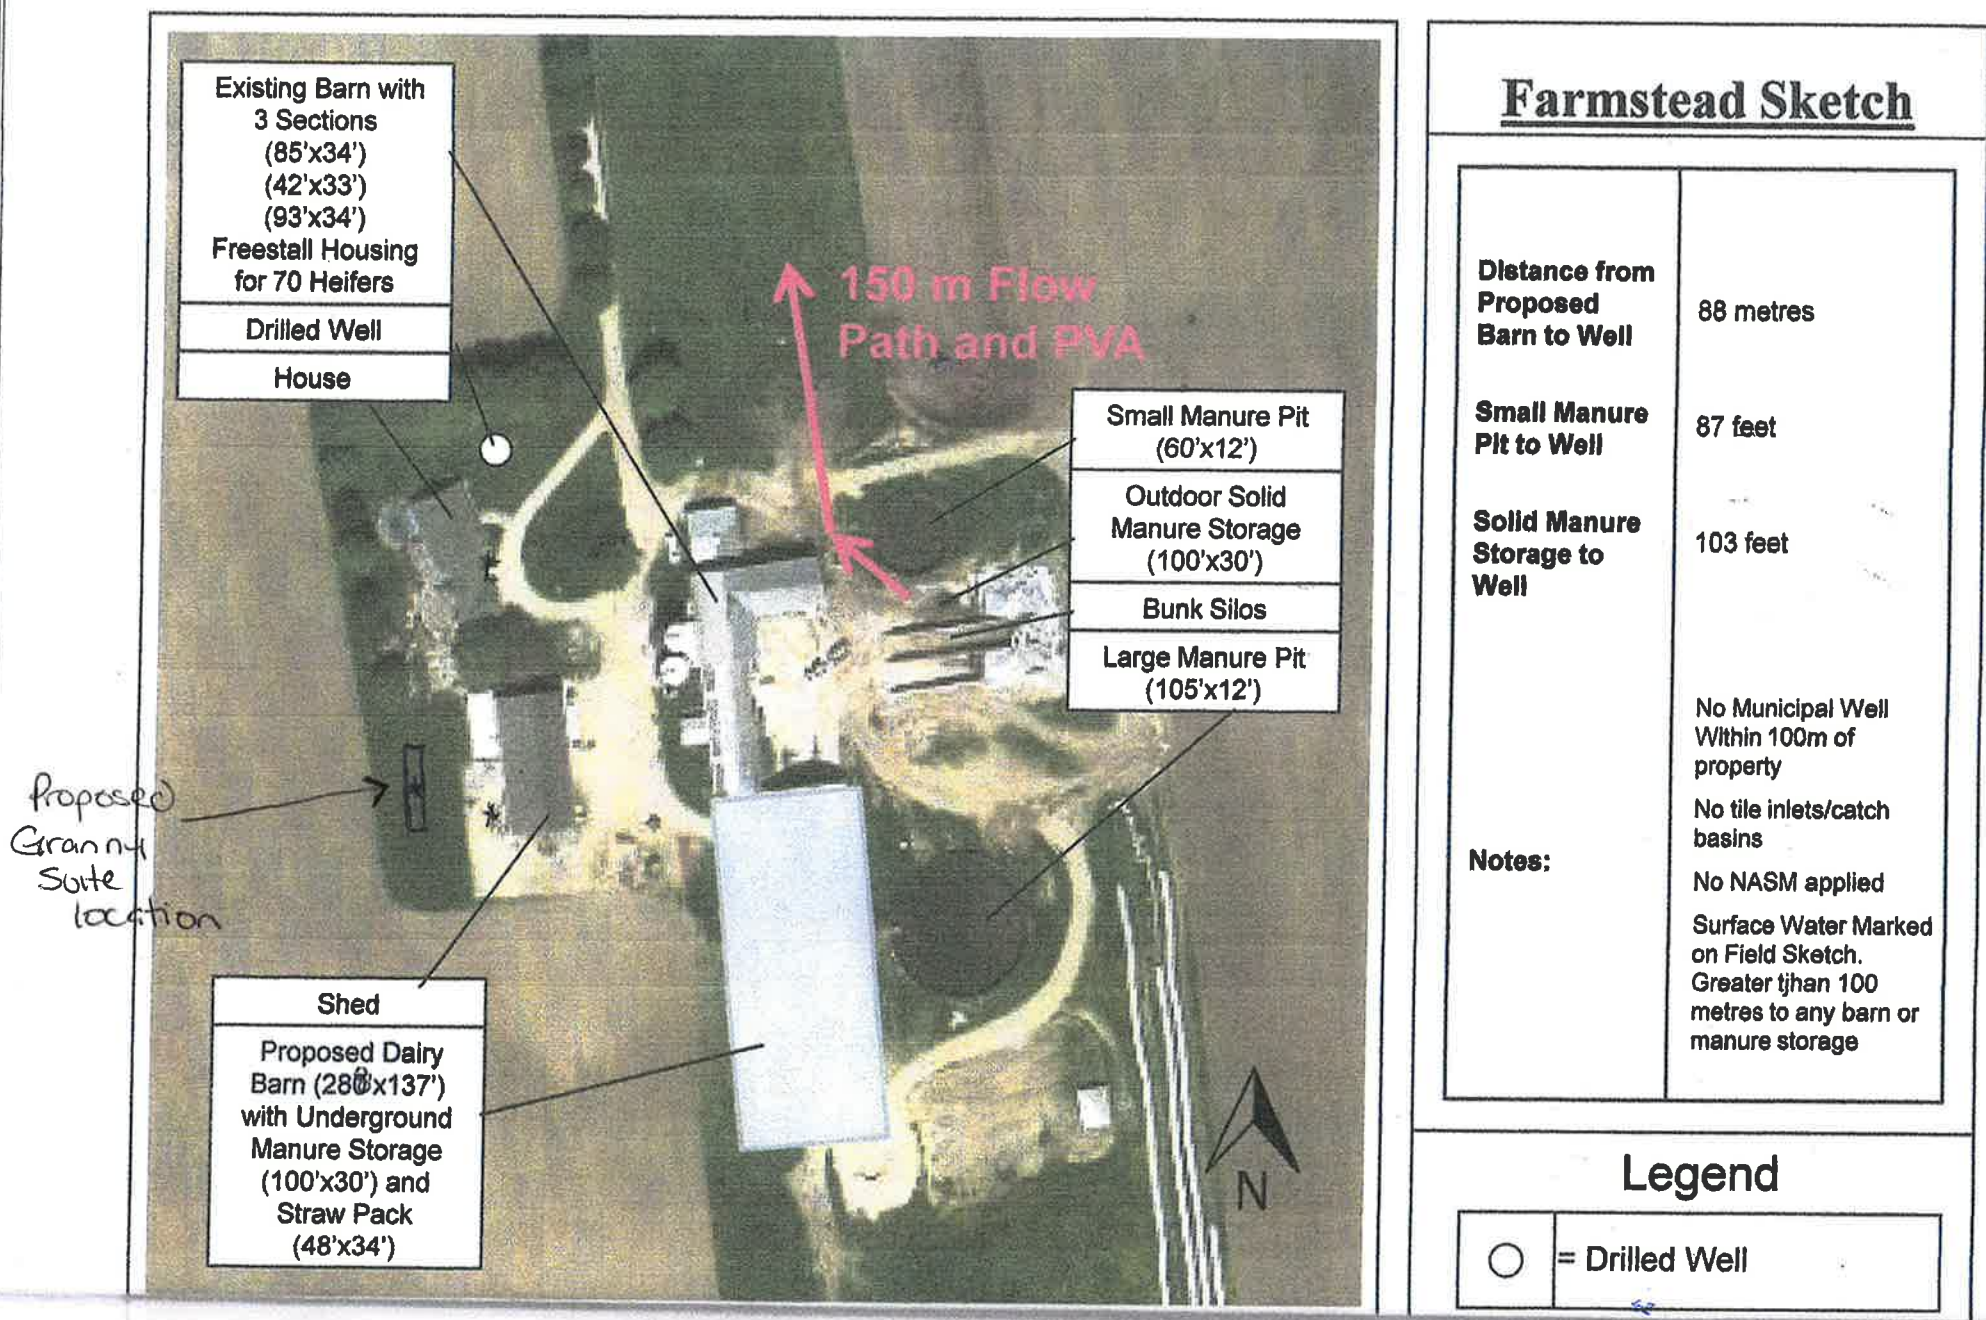 Existing Barn with
3 Sections
(85'x34')
(42'x33')
(93'x34')
Freestall Housing
for 70 Heifers
Drilled Well
House
150 m Flow
Path and PVA
Small Manure Pit
(60'x12')
Outdoor Solid
Manure Storage
(100'x30')
Bunk Silos
Large Manure Pit
(105'x12')
Proposed
Granny
Suite
location
Shed
Proposed Dairy
Barn (280'x137')
with Underground
Manure Storage
(100'x30') and
Straw Pack
(48'x34')
N
Farmstead Sketch
Distance from
Proposed
Barn to Well
88 metres
Small Manure
Pit to Well
87 feet
Solid Manure
Storage to
Well
103 feet
Notes:
No Municipal Well
Within 100m of
property
No tile inlets/catch
basins
No NASM applied
Surface Water Marked
on Field Sketch.
Greater tjhan 100
metres to any barn or
manure storage
Legend
= Drilled Well